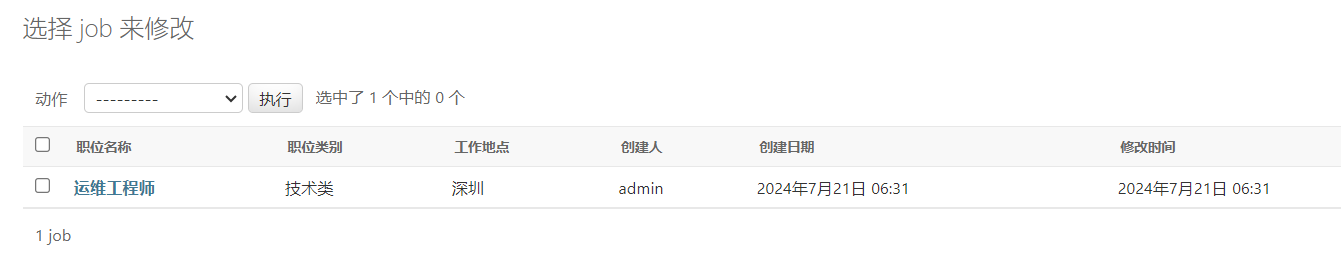 选择 job 来修改
动作 --------- 执行 选中了 1 个中的 0 个
职位名称 职位类别 工作地点 创建人 创建日期 修改时间
运维工程师 技术类 深圳 admin 2024年7月21日 06:31 2024年7月21日 06:31
1 job